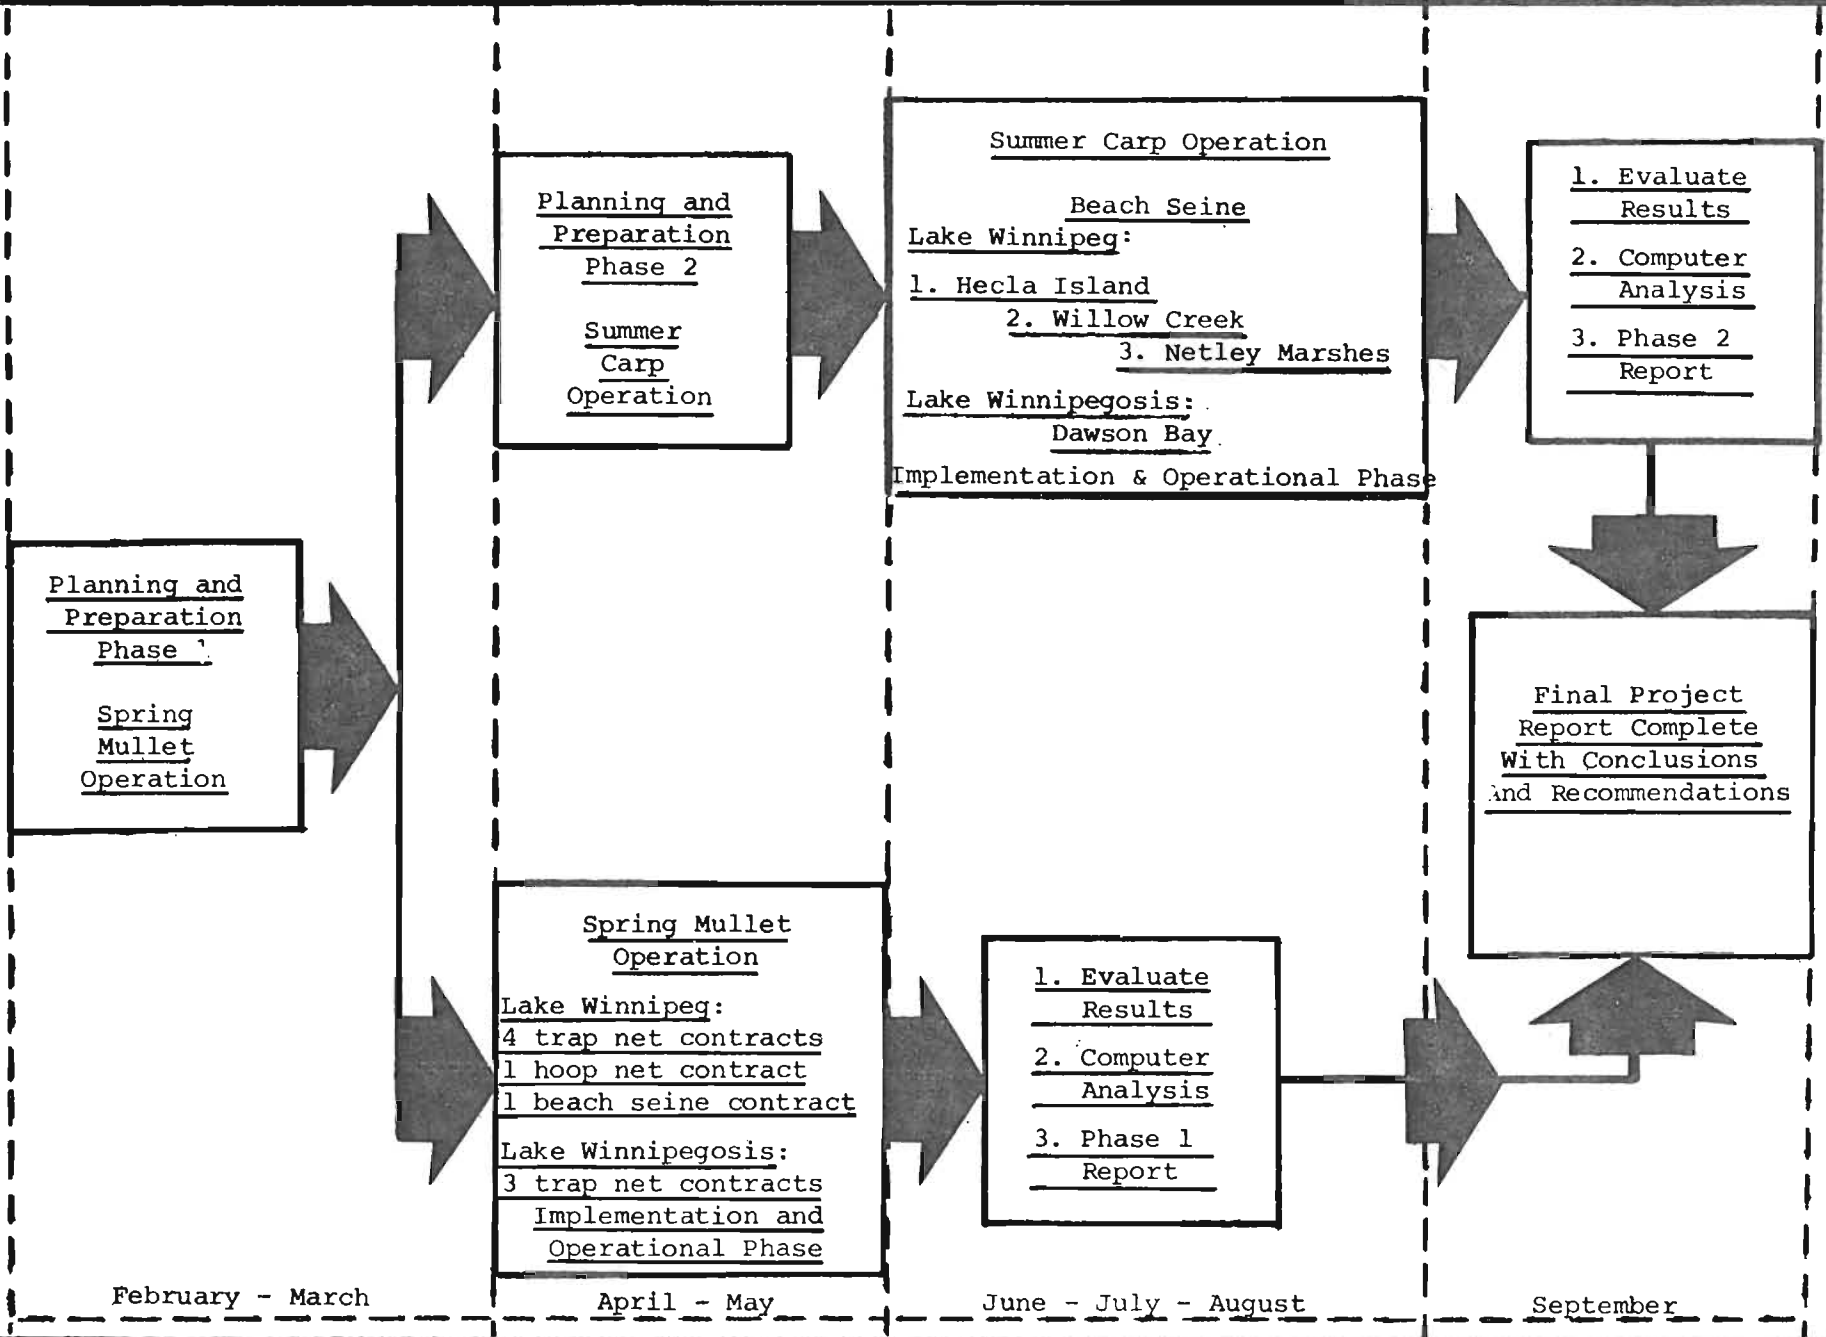 Planning and
Preparation
Phase
Spring
Mullet
Operation
Planning and
Preparation
Phase 2
Summer
Carp
Operation
Summer Carp Operation
Beach Seine
Lake Winnipeg:
1. Hecla Island
2. Willow Creek
3. Netley Marshes
Lake Winnipegosis:
Dawson Bay
Implementation & Operational Phase
1. Evaluate
Results
2. Computer
Analysis
3. Phase 2
Report
Spring Mullet
Operation
Lake Winnipeg:
4 trap net contracts
1 hoop net contract
1 beach seine contract
Lake Winnipegosis:
3 trap net contracts
Implementation and
Operational Phase
1. Evaluate
Results
2. Computer
Analysis
3. Phase 1
Report
Final Project
Report Complete
With Conclusions
And Recommendations
February - March
April - May
June - July - August
September